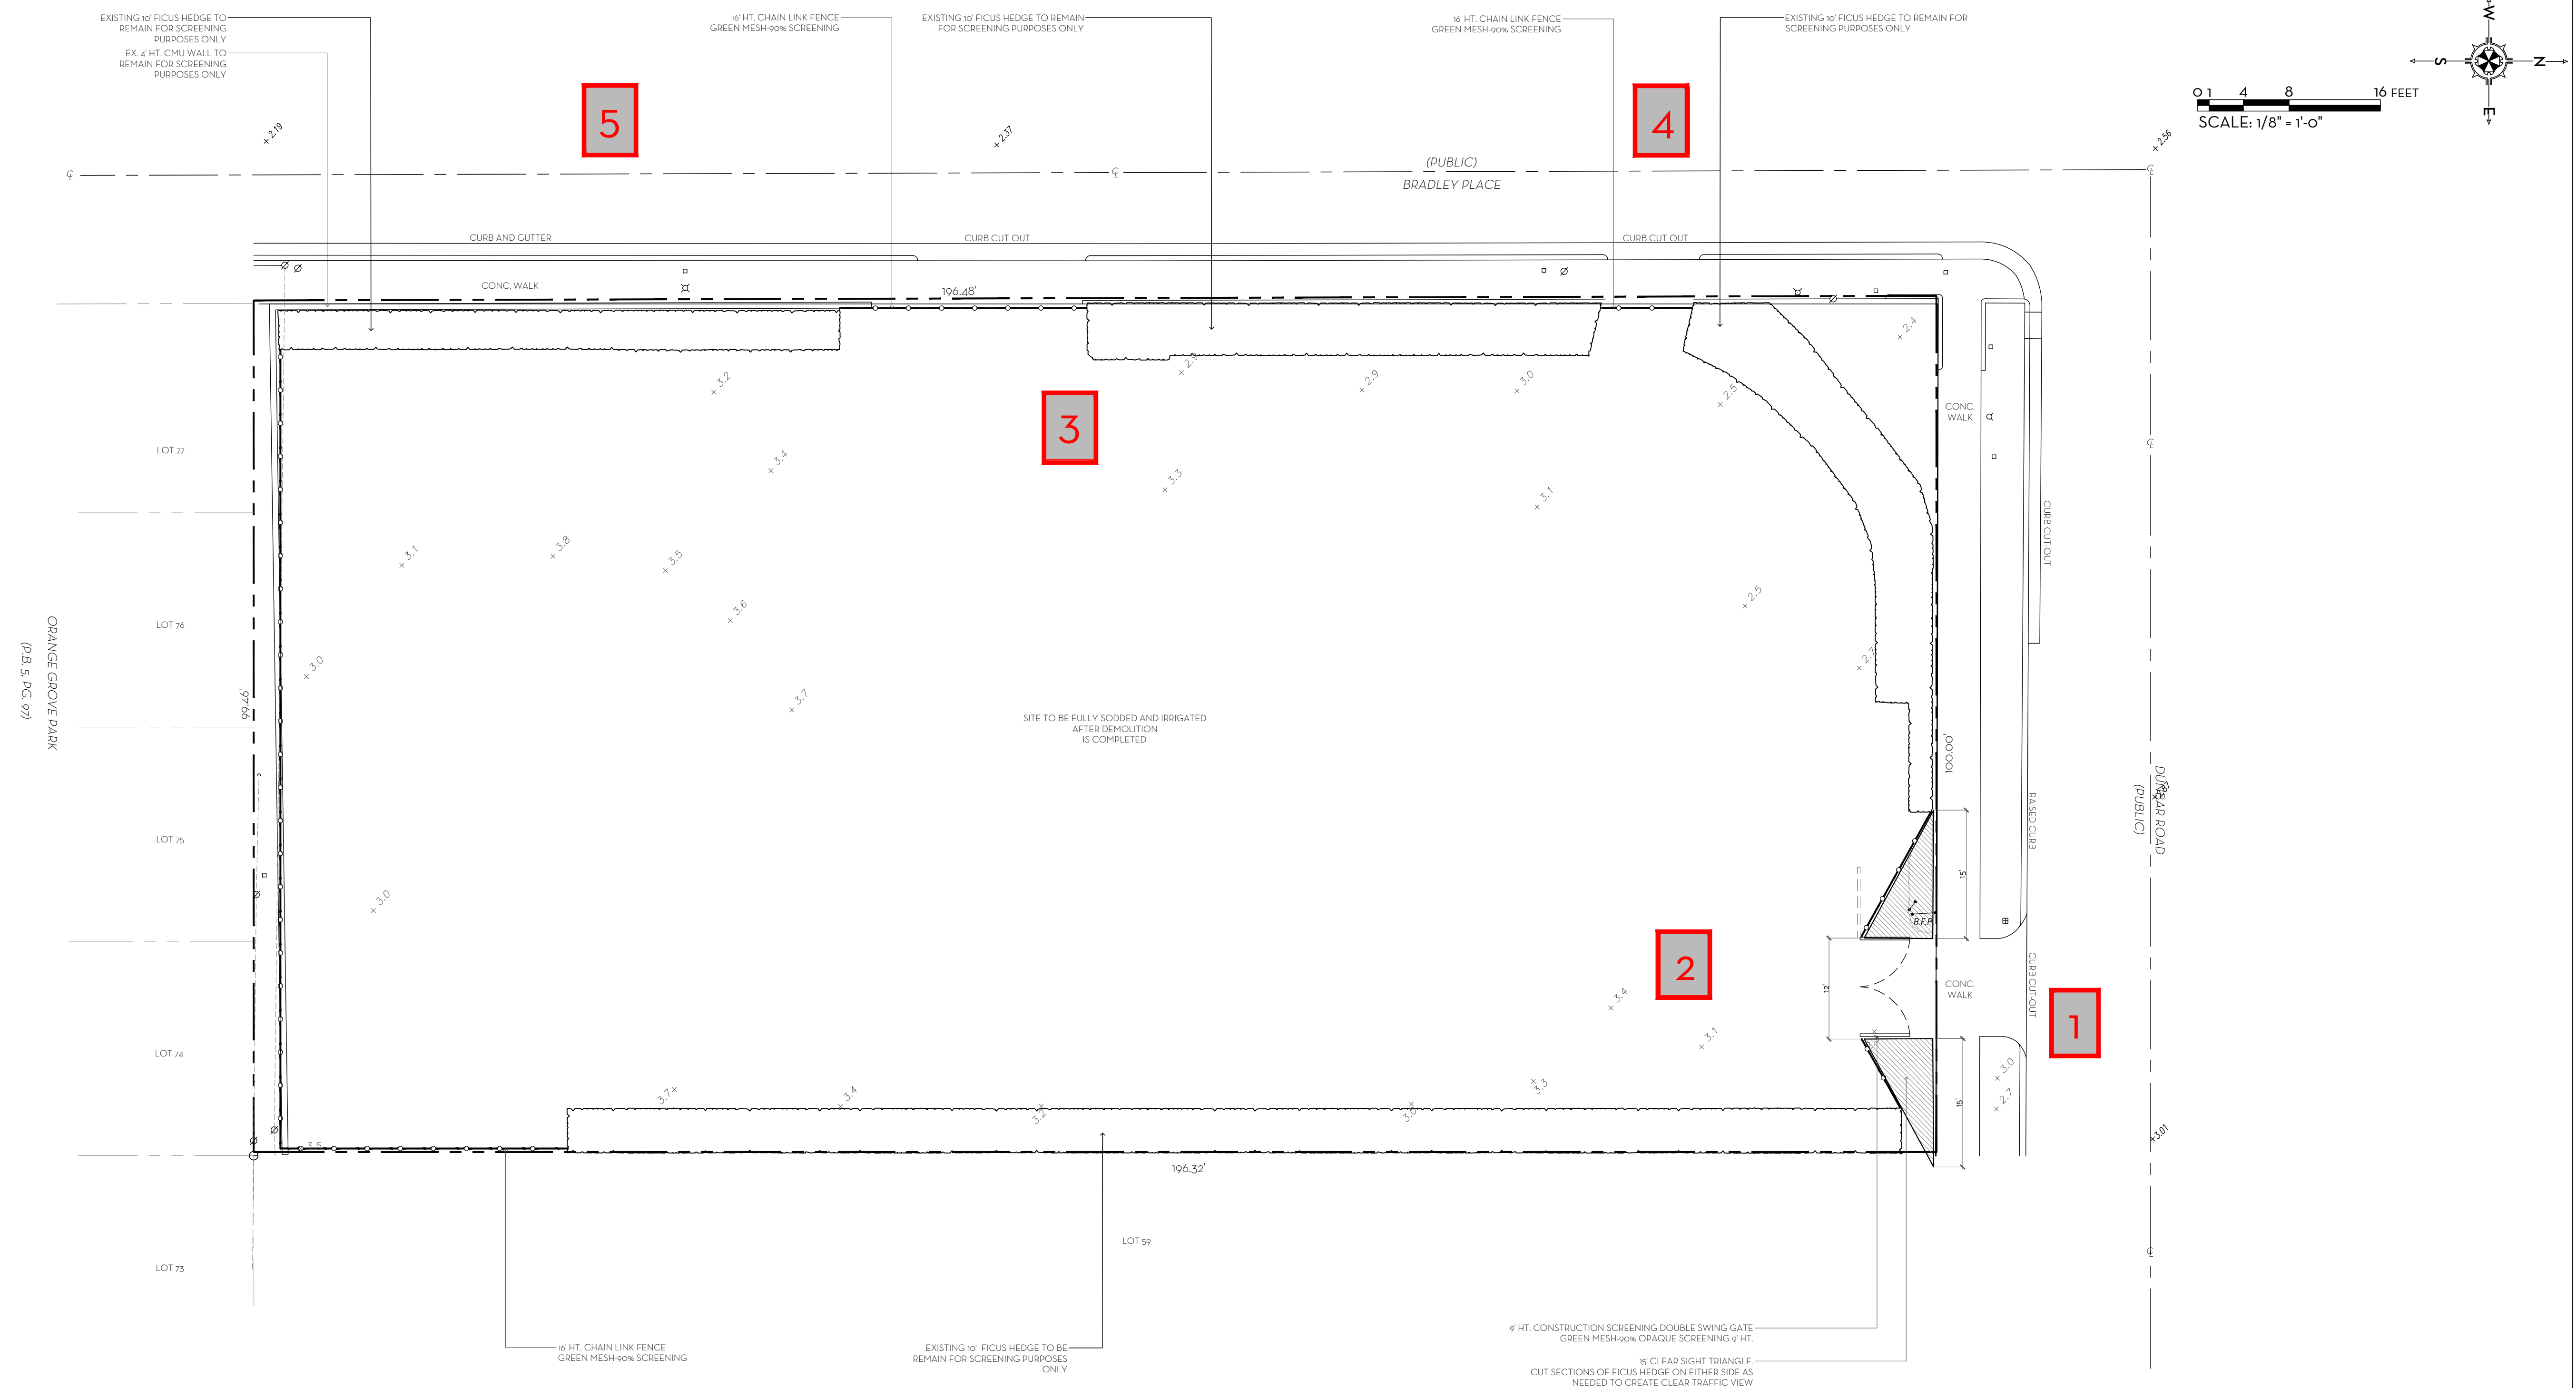 EXISTING 10' FICUS HEDGE TO
REMAIN FOR SCREENING
PURPOSES ONLY
EX. 4' HT. CMU WALL TO
REMAIN FOR SCREENING
PURPOSES ONLY
16' HT. CHAIN LINK FENCE
GREEN MESH-90% SCREENING
EXISTING 10' FICUS HEDGE TO REMAIN
FOR SCREENING PURPOSES ONLY
16' HT. CHAIN LINK FENCE
GREEN MESH-90% SCREENING
EXISTING 10' FICUS HEDGE TO REMAIN FOR
SCREENING PURPOSES ONLY
W
S
N
E
0 1 4 8 16 FEET
SCALE: 1/8" = 1'-0"
5
4
+ 2.19
+ 2.37
+ 2.56
(PUBLIC)
BRADLEY PLACE
CURB AND GUTTER
CURB CUT-OUT
CURB CUT-OUT
CONC. WALK
196.48'
+ 2.4
+ 3.2
+ 2.9
+ 2.9
+ 3.0
+ 2.5
3
CONC.
WALK
LOT 77
+ 3.4
+ 3.3
+ 3.1
CURB CUT-OUT
+ 3.1
+ 3.8
+ 3.5
+ 3.6
+ 2.5
LOT 76
ORANGE GROVE PARK
(P.B. 5, PG. 97)
+ 3.0
+ 2.7
99.46'
+ 3.7
SITE TO BE FULLY SODDED AND IRRIGATED
AFTER DEMOLITION
IS COMPLETED
100.00'
DUNBAR ROAD
(PUBLIC)
RAISED CURB
LOT 75
15'
+ 3.0
B.F.P.
2
12'
+ 3.4
+ 3.1
CONC.
WALK
CURB CUT-OUT
1
LOT 74
3.7+
+ 3.4
3.2
3.0
3.3
15'
+ 3.0
+ 2.7
+3.01
3.5
196.32'
LOT 59
LOT 73
16' HT. CHAIN LINK FENCE
GREEN MESH-90% SCREENING
EXISTING 10' FICUS HEDGE TO BE
REMAIN FOR SCREENING PURPOSES
ONLY
9' HT. CONSTRUCTION SCREENING DOUBLE SWING GATE
GREEN MESH-90% OPAQUE SCREENING 9' HT.
15' CLEAR SIGHT TRIANGLE,
CUT SECTIONS OF FICUS HEDGE ON EITHER SIDE AS
NEEDED TO CREATE CLEAR TRAFFIC VIEW